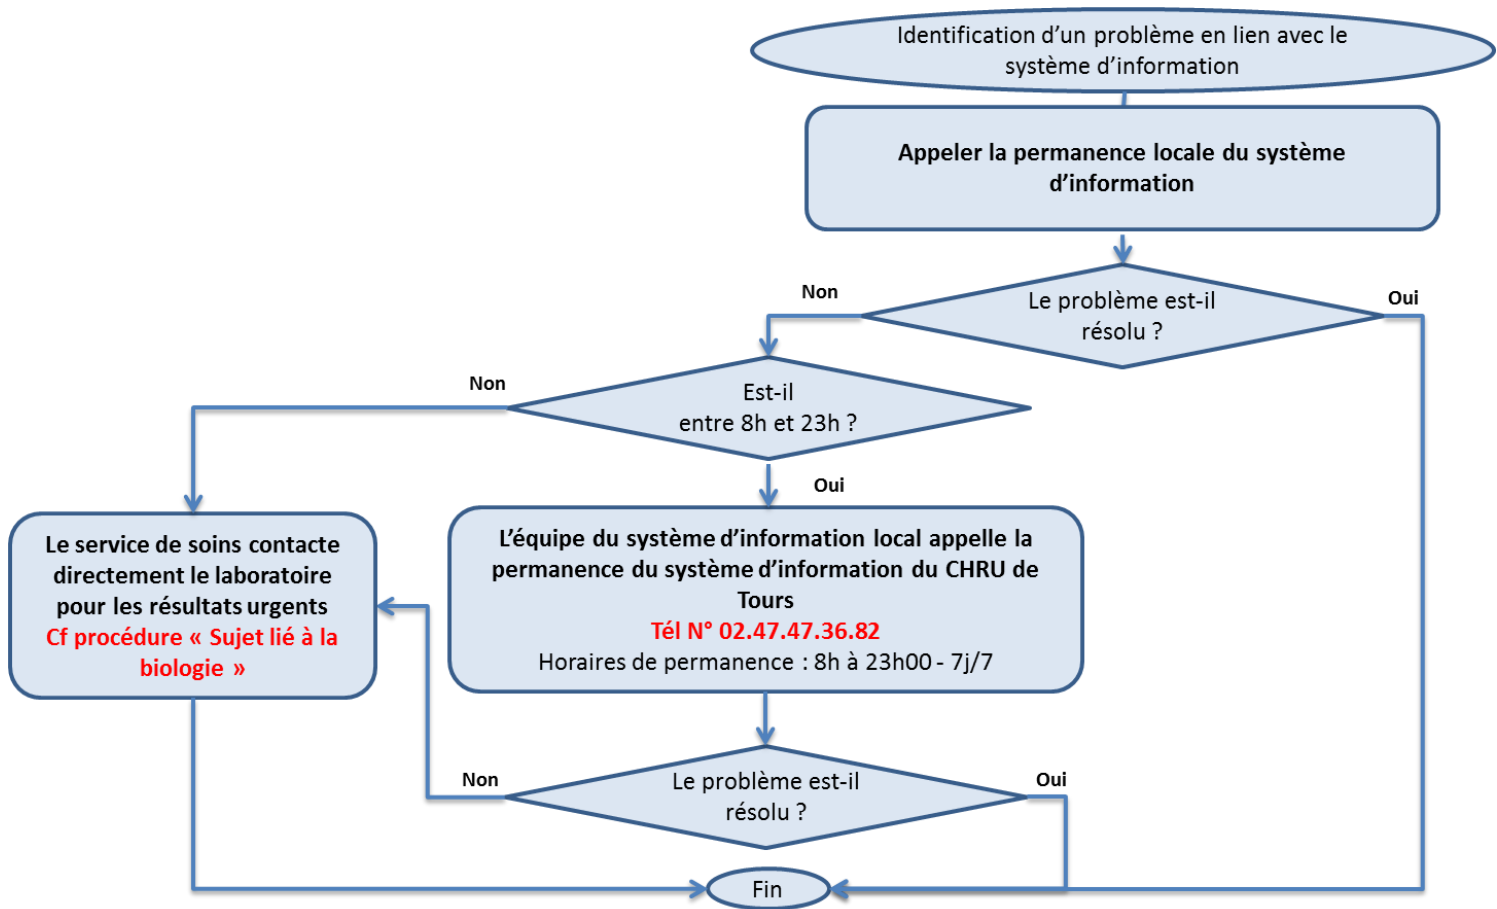 Identification d’un problème en lien avec le
système d’information
Appeler la permanence locale du système
d’information
Le problème est-il
résolu ?
Non
Oui
Est-il
entre 8h et 23h ?
Non
Oui
Le service de soins contacte
directement le laboratoire
pour les résultats urgents
Cf procédure « Sujet lié à la
biologie »
L’équipe du système d’information local appelle la
permanence du système d’information du CHRU de
Tours
Tél N° 02.47.47.36.82
Horaires de permanence : 8h à 23h00 - 7j/7
Le problème est-il
résolu ?
Non
Oui
Fin